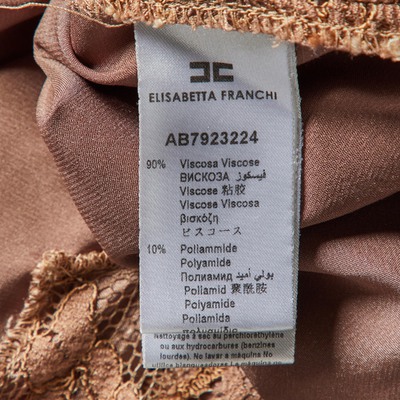 ELISABETTA FRANCHI
AB7923224
90% Viscosa Viscose
ВИСКОЗА فيسكوز
Viscose 粘胶
Viscose Viscosa
βισκόζη
ビスコース
10% Poliammide
Polyamide
Полиамид بولي أميد
Poliamid 聚酰胺
Polyamide
Poliamida
Nettoyage à sec au perchloréthylène
ou aux hydrocarbures (benzines
lourdes). No lavar a máquina No
utilice blanqueador